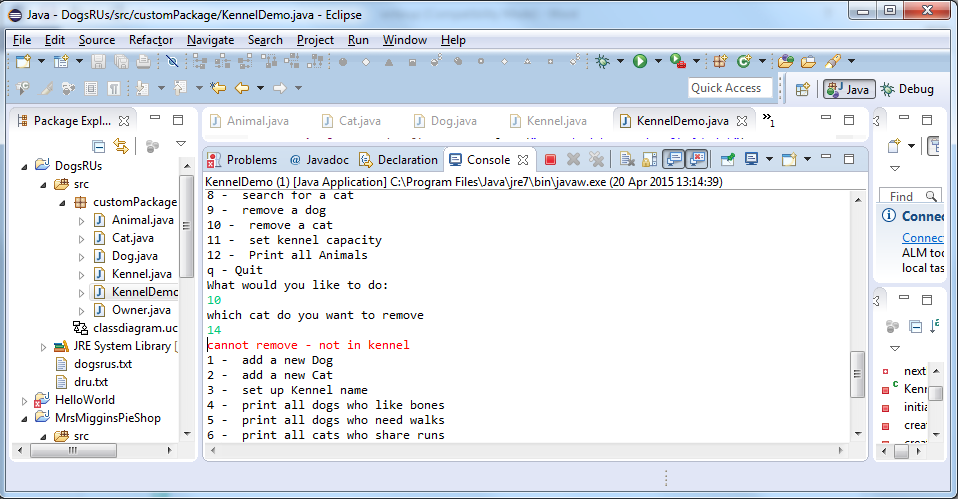 Java - DogsRUs/src/customPackage/KennelDemo.java - Eclipse
File Edit Source Refactor Navigate Search Project Run Window Help
Quick Access
Java
Debug
Package Expl...
DogsRUs
src
customPackage
Animal.java
Cat.java
Dog.java
Kennel.java
KennelDemo
Owner.java
classdiagram.uc
JRE System Library [
dogsrus.txt
dru.txt
HelloWorld
MrsMigginsPieShop
src
Animal.java Cat.java Dog.java Kennel.java KennelDemo.java »1
Problems @ Javadoc Declaration Console
KennelDemo (1) [Java Application] C:\Program Files\Java\jre7\bin\javaw.exe (20 Apr 2015 13:14:39)
8 - search for a cat
9 - remove a dog
10 - remove a cat
11 - set kennel capacity
12 - Print all Animals
q - Quit
What would you like to do:
10
which cat do you want to remove
14
cannot remove - not in kennel
1 - add a new Dog
2 - add a new Cat
3 - set up Kennel name
4 - print all dogs who like bones
5 - print all dogs who need walks
6 - print all cats who share runs
Find
Connec
Connect
ALM too
local tas
next
Kenn
initia
creat